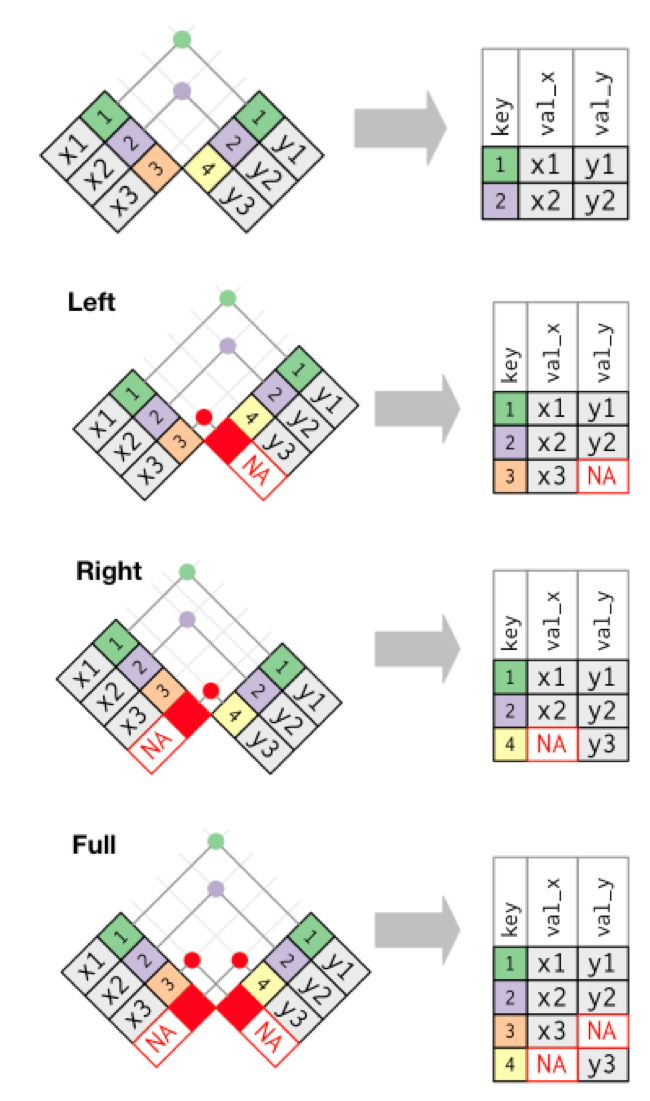 1 1 key val_x val_y
x1 2 2 y1
x2 3 4 y2 1 x1 y1
x3 y3 2 x2 y2
Left
1 1 key val_x val_y
x1 2 2 y1 1 x1 y1
x2 3 4 y2 2 x2 y2
x3 y3 3 x3 NA
NA
Right
1 1 key val_x val_y
x1 2 2 y1 1 x1 y1
x2 3 4 y2 2 x2 y2
x3 y3 4 NA y3
NA
Full
1 1 key val_x val_y
x1 2 2 y1 1 x1 y1
x2 3 4 y2 2 x2 y2
x3 y3 3 x3 NA
NA NA 4 NA y3